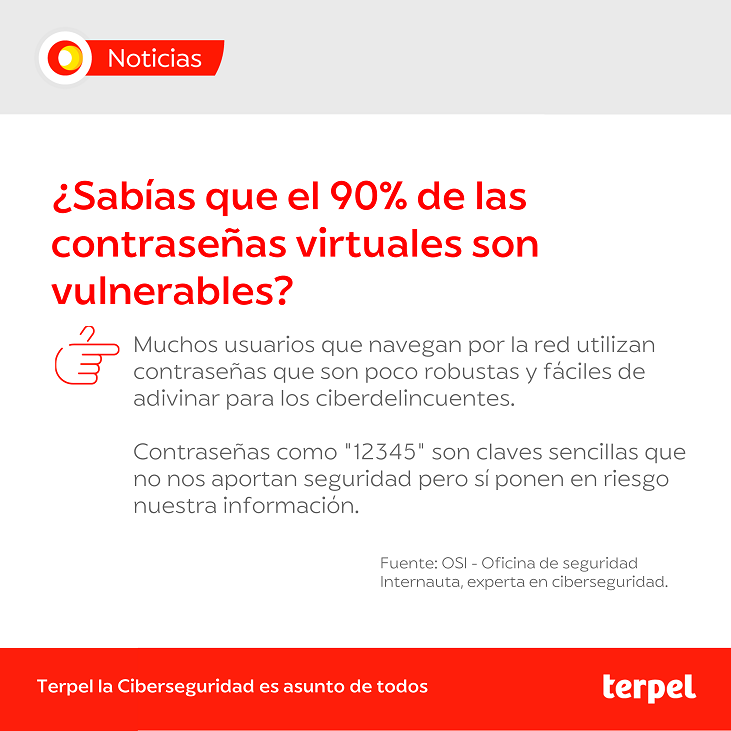 Noticias
¿Sabías que el 90% de las
contraseñas virtuales son
vulnerables?
Muchos usuarios que navegan por la red utilizan
contraseñas que son poco robustas y fáciles de
adivinar para los ciberdelincuentes.
Contraseñas como "12345" son claves sencillas que
no nos aportan seguridad pero sí ponen en riesgo
nuestra información.
Fuente: OSI - Oficina de seguridad
Internauta, experta en ciberseguridad.
Terpel la Ciberseguridad es asunto de todos
terpel